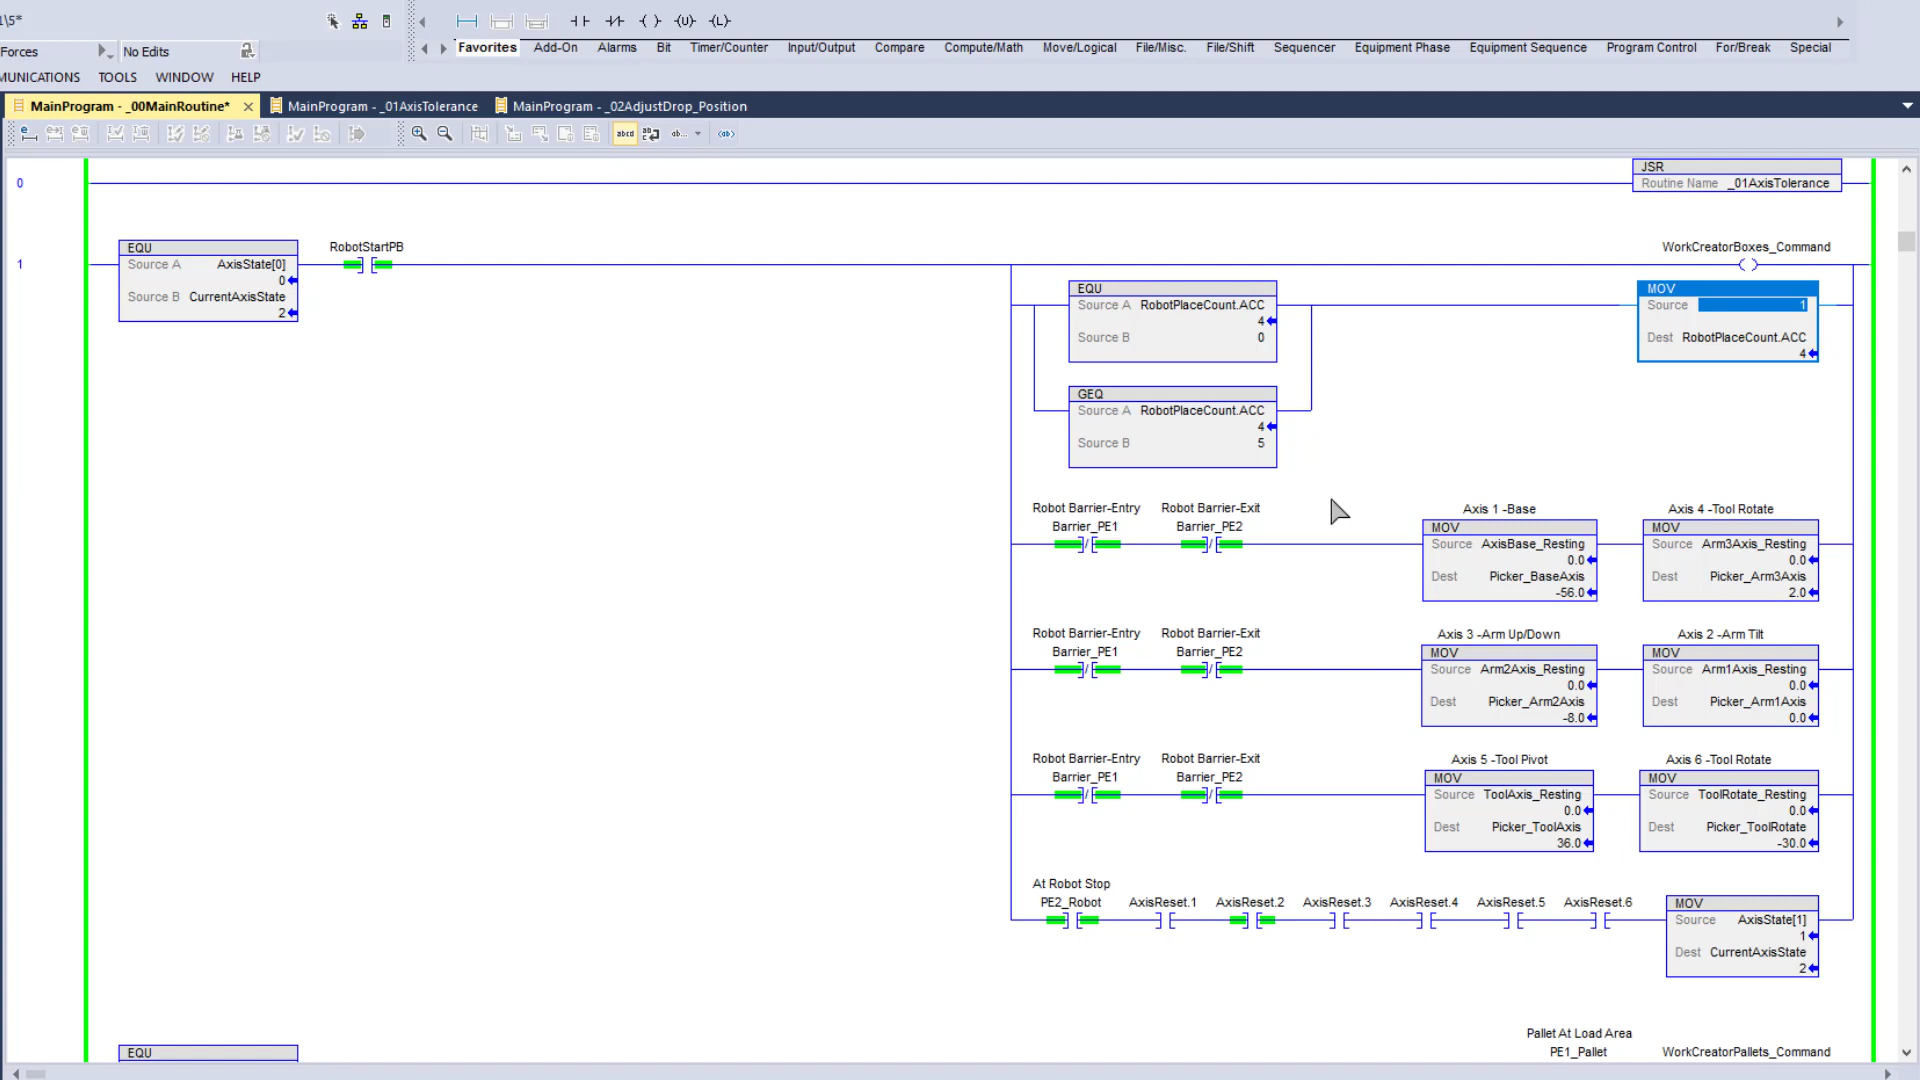 1\5*
(U)
(L)
Forces
No Edits
Favorites
Add-On
Alarms
Bit
Timer/Counter
Input/Output
Compare
Compute/Math
Move/Logical
File/Misc.
File/Shift
Sequencer
Equipment Phase
Equipment Sequence
Program Control
For/Break
Special
MUNICATIONS
TOOLS
WINDOW
HELP
MainProgram - _00MainRoutine*
MainProgram - _01AxisTolerance
MainProgram - _02AdjustDrop_Position
abcd
ab...
<ab>
0
JSR
Routine Name _01AxisTolerance
1
EQU
Source A AxisState[0]
0
Source B CurrentAxisState
2
RobotStartPB
WorkCreatorBoxes_Command
EQU
Source A RobotPlaceCount.ACC
4
Source B 0
MOV
Source 1
Dest RobotPlaceCount.ACC
4
GEQ
Source A RobotPlaceCount.ACC
4
Source B 5
Robot Barrier-Entry
Barrier_PE1
Robot Barrier-Exit
Barrier_PE2
Axis 1 -Base
MOV
Source AxisBase_Resting
0.0
Dest Picker_BaseAxis
-56.0
Axis 4 -Tool Rotate
MOV
Source Arm3Axis_Resting
0.0
Dest Picker_Arm3Axis
2.0
Robot Barrier-Entry
Barrier_PE1
Robot Barrier-Exit
Barrier_PE2
Axis 3 -Arm Up/Down
MOV
Source Arm2Axis_Resting
0.0
Dest Picker_Arm2Axis
-8.0
Axis 2 -Arm Tilt
MOV
Source Arm1Axis_Resting
0.0
Dest Picker_Arm1Axis
0.0
Robot Barrier-Entry
Barrier_PE1
Robot Barrier-Exit
Barrier_PE2
Axis 5 -Tool Pivot
MOV
Source ToolAxis_Resting
0.0
Dest Picker_ToolAxis
36.0
Axis 6 -Tool Rotate
MOV
Source ToolRotate_Resting
0.0
Dest Picker_ToolRotate
-30.0
At Robot Stop
PE2_Robot
AxisReset.1
AxisReset.2
AxisReset.3
AxisReset.4
AxisReset.5
AxisReset.6
MOV
Source AxisState[1]
1
Dest CurrentAxisState
2
EQU
Pallet At Load Area
PE1_Pallet
WorkCreatorPallets_Command